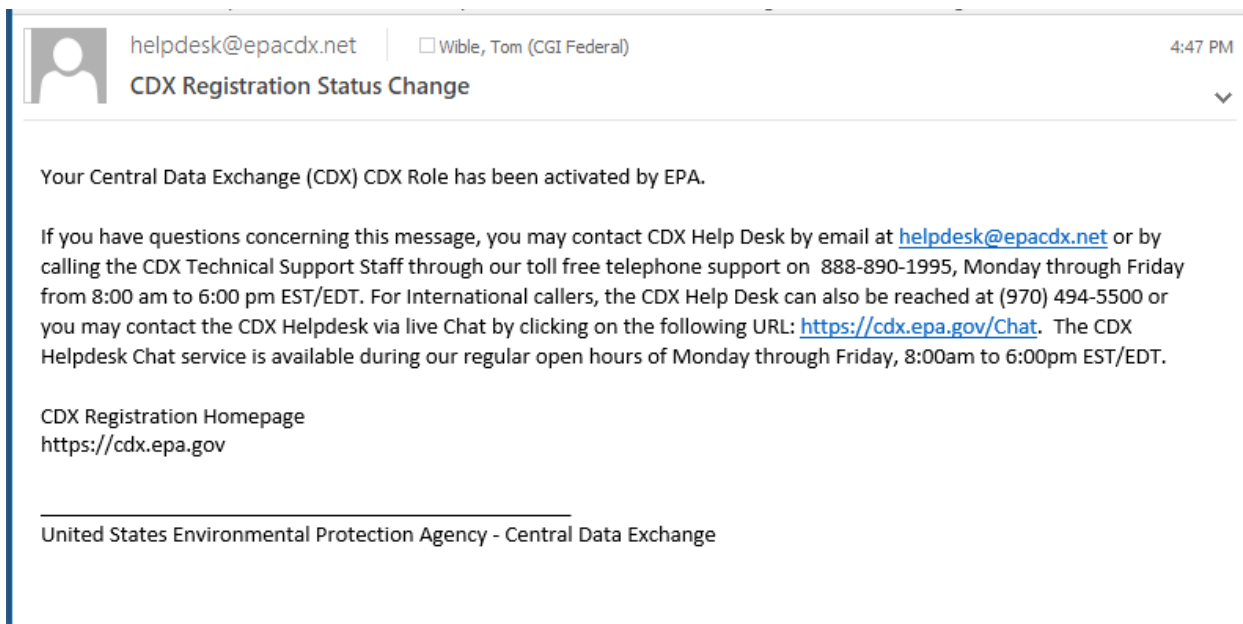 helpdesk@epacdx.net Wible, Tom (CGI Federal) 4:47 PM
CDX Registration Status Change
Your Central Data Exchange (CDX) CDX Role has been activated by EPA.
If you have questions concerning this message, you may contact CDX Help Desk by email at helpdesk@epacdx.net or by
calling the CDX Technical Support Staff through our toll free telephone support on 888-890-1995, Monday through Friday
from 8:00 am to 6:00 pm EST/EDT. For International callers, the CDX Help Desk can also be reached at (970) 494-5500 or
you may contact the CDX Helpdesk via live Chat by clicking on the following URL: https://cdx.epa.gov/Chat. The CDX
Helpdesk Chat service is available during our regular open hours of Monday through Friday, 8:00am to 6:00pm EST/EDT.
CDX Registration Homepage
https://cdx.epa.gov
United States Environmental Protection Agency - Central Data Exchange